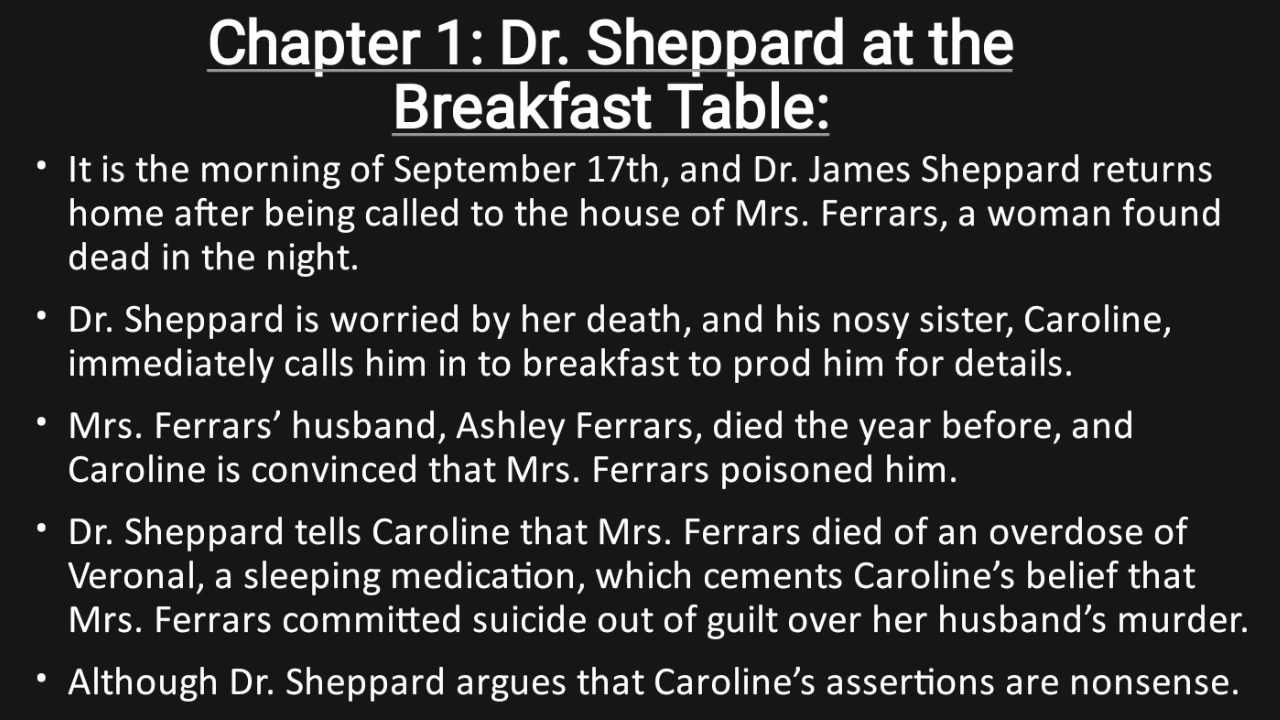 Chapter 1: Dr. Sheppard at the
Breakfast Table:
• It is the morning of September 17th, and Dr. James Sheppard returns
home after being called to the house of Mrs. Ferrars, a woman found
dead in the night.
• Dr. Sheppard is worried by her death, and his nosy sister, Caroline,
immediately calls him in to breakfast to prod him for details.
• Mrs. Ferrars’ husband, Ashley Ferrars, died the year before, and
Caroline is convinced that Mrs. Ferrars poisoned him.
• Dr. Sheppard tells Caroline that Mrs. Ferrars died of an overdose of
Veronal, a sleeping medication, which cements Caroline’s belief that
Mrs. Ferrars committed suicide out of guilt over her husband’s murder.
• Although Dr. Sheppard argues that Caroline’s assertions are nonsense.